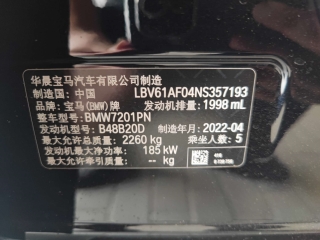 华晨宝马汽车有限公司制造
制造国：中国 LBV61AF04NS357193
品牌：宝马(BMW)牌 发动机排量：1998 mL
整车型号：BMW7201PN
发动机型号：B48B20D 制造年月：2022-04
最大允许总质量：2260 kg 乘坐人数：5
发动机最大净功率：185 kW
最大允许牵引质量：-- kg